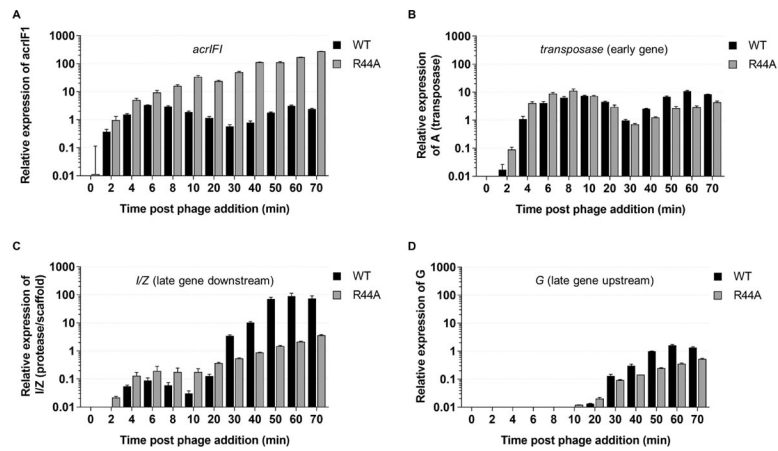 A
acrIF1
Relative expression of acrIF1
1000
100
10
1
0.1
0.01
0 2 4 6 8 10 20 30 40 50 60 70
Time post phage addition (min)
WT
R44A
B
transposase (early gene)
Relative expression
of A (transposase)
1000
100
10
1
0.1
0.01
0 2 4 6 8 10 20 30 40 50 60 70
Time post phage addition (min)
WT
R44A
C
I/Z (late gene downstream)
Relative expression of
I/Z (protease/scaffold)
1000
100
10
1
0.1
0.01
0 2 4 6 8 10 20 30 40 50 60 70
Time post phage addition (min)
WT
R44A
D
G (late gene upstream)
Relative expression of G
1000
100
10
1
0.1
0.01
0 2 4 6 8 10 20 30 40 50 60 70
Time post phage addition (min)
WT
R44A